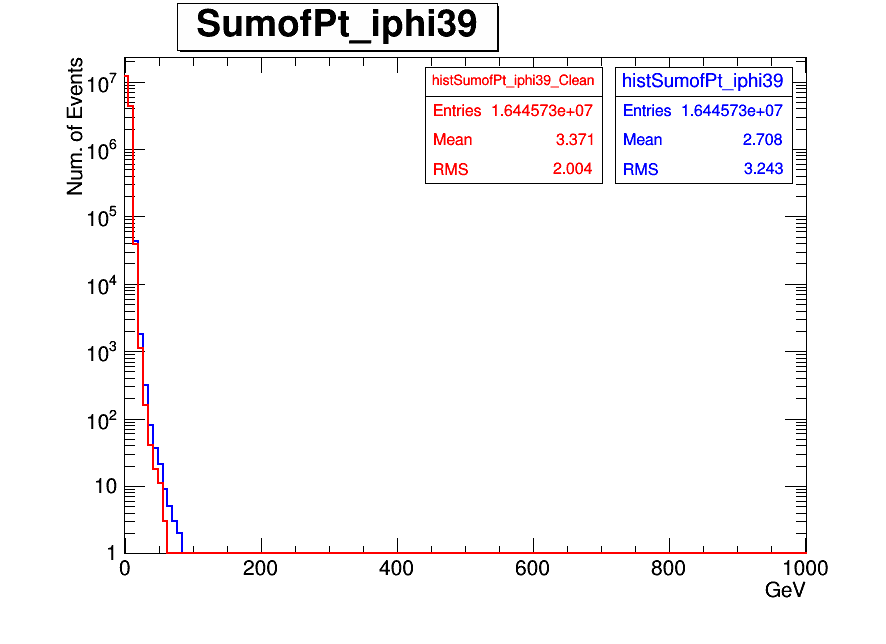 SumofPt_iphi39
Num. of Events
histSumofPt_iphi39_Clean
Entries 1.644573e+07
Mean 3.371
RMS 2.004
histSumofPt_iphi39
Entries 1.644573e+07
Mean 2.708
RMS 3.243
10^7
10^6
10^5
10^4
10^3
10^2
10
1
0 200 400 600 800 1000
GeV